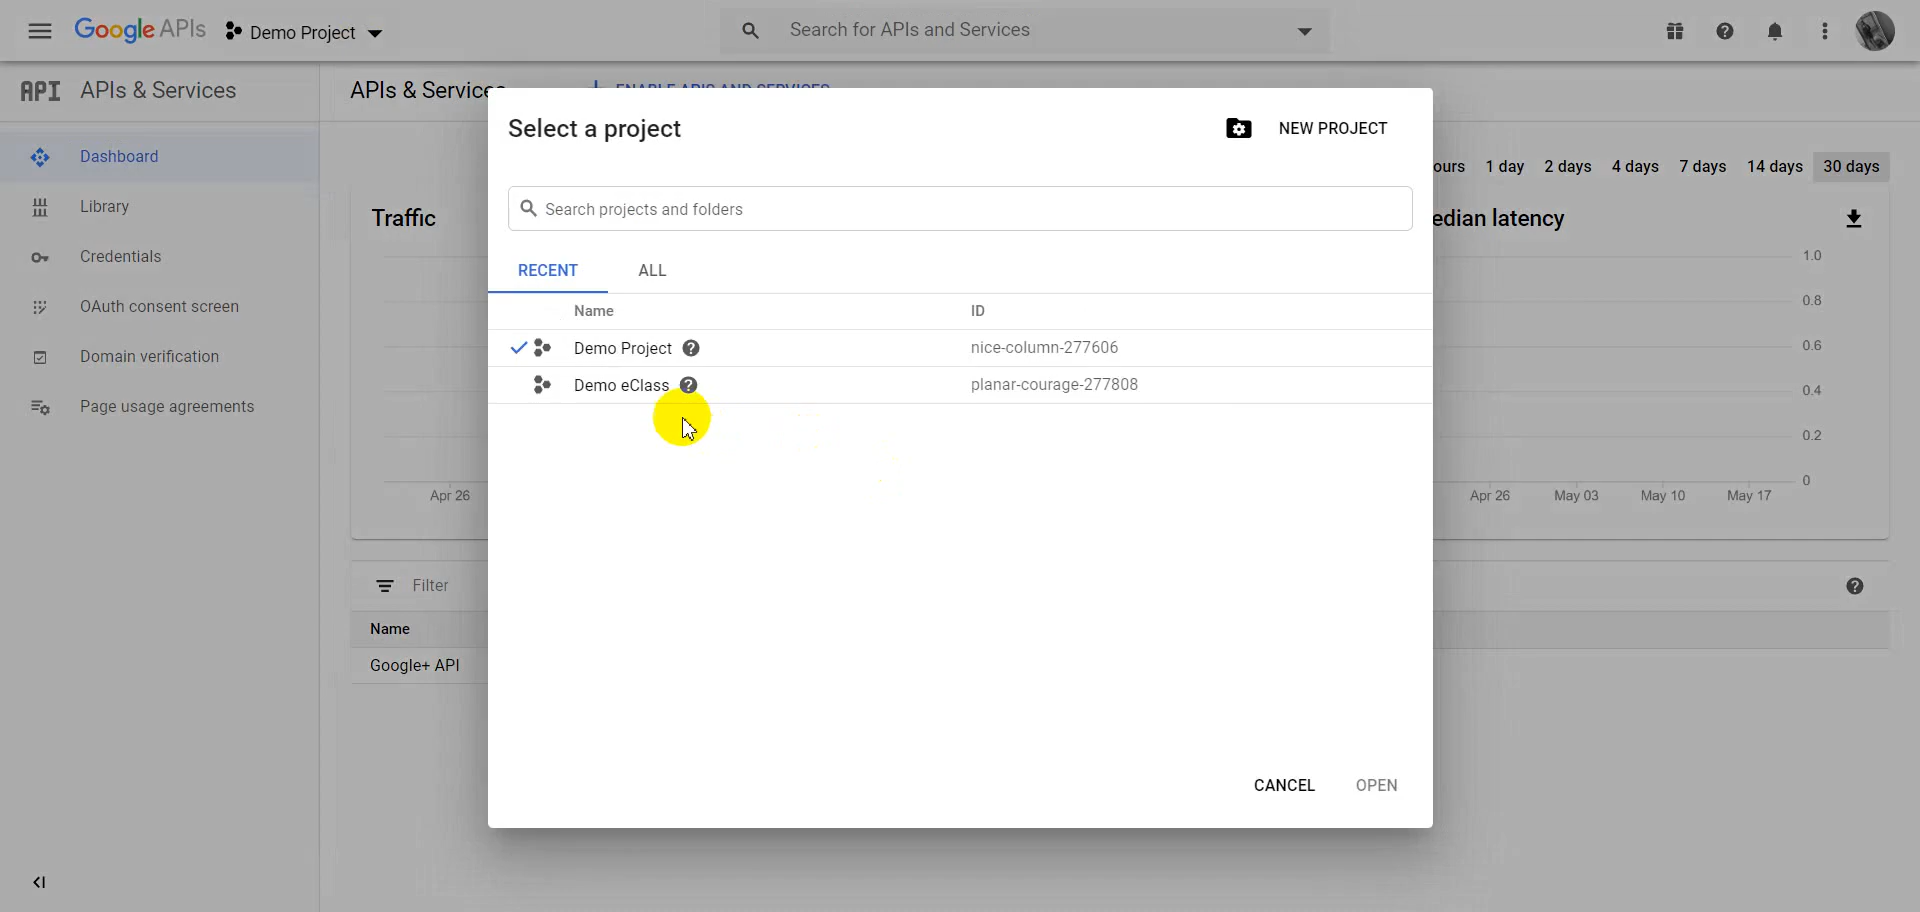 Google APIs
Demo Project
Search for APIs and Services
API APIs & Services
Dashboard
Library
Credentials
OAuth consent screen
Domain verification
Page usage agreements
APIs & Services
ENABLE APIS AND SERVICES
ours 1 day 2 days 4 days 7 days 14 days 30 days
Traffic
Apr 26
edian latency
1.0
0.8
0.6
0.4
0.2
0
Apr 26 May 03 May 10 May 17
Filter
Name
Google+ API
Select a project
NEW PROJECT
Search projects and folders
RECENT ALL
Name ID
Demo Project nice-column-277606
Demo eClass planar-courage-277808
CANCEL OPEN